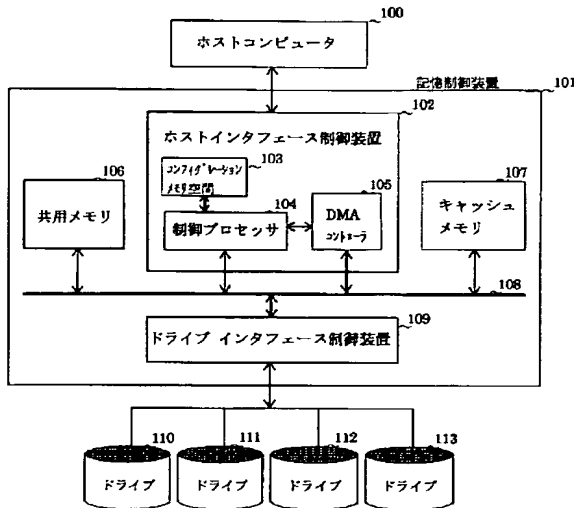 100
ホストコンピュータ
記憶制御装置
101
102
ホストインタフェース制御装置
103
コンフィグレーション
メモリ空間
104
制御プロセッサ
105
DMA
コントローラ
106
共用メモリ
107
キャッシュ
メモリ
108
109
ドライブ インタフェース制御装置
110
ドライブ
111
ドライブ
112
ドライブ
113
ドライブ